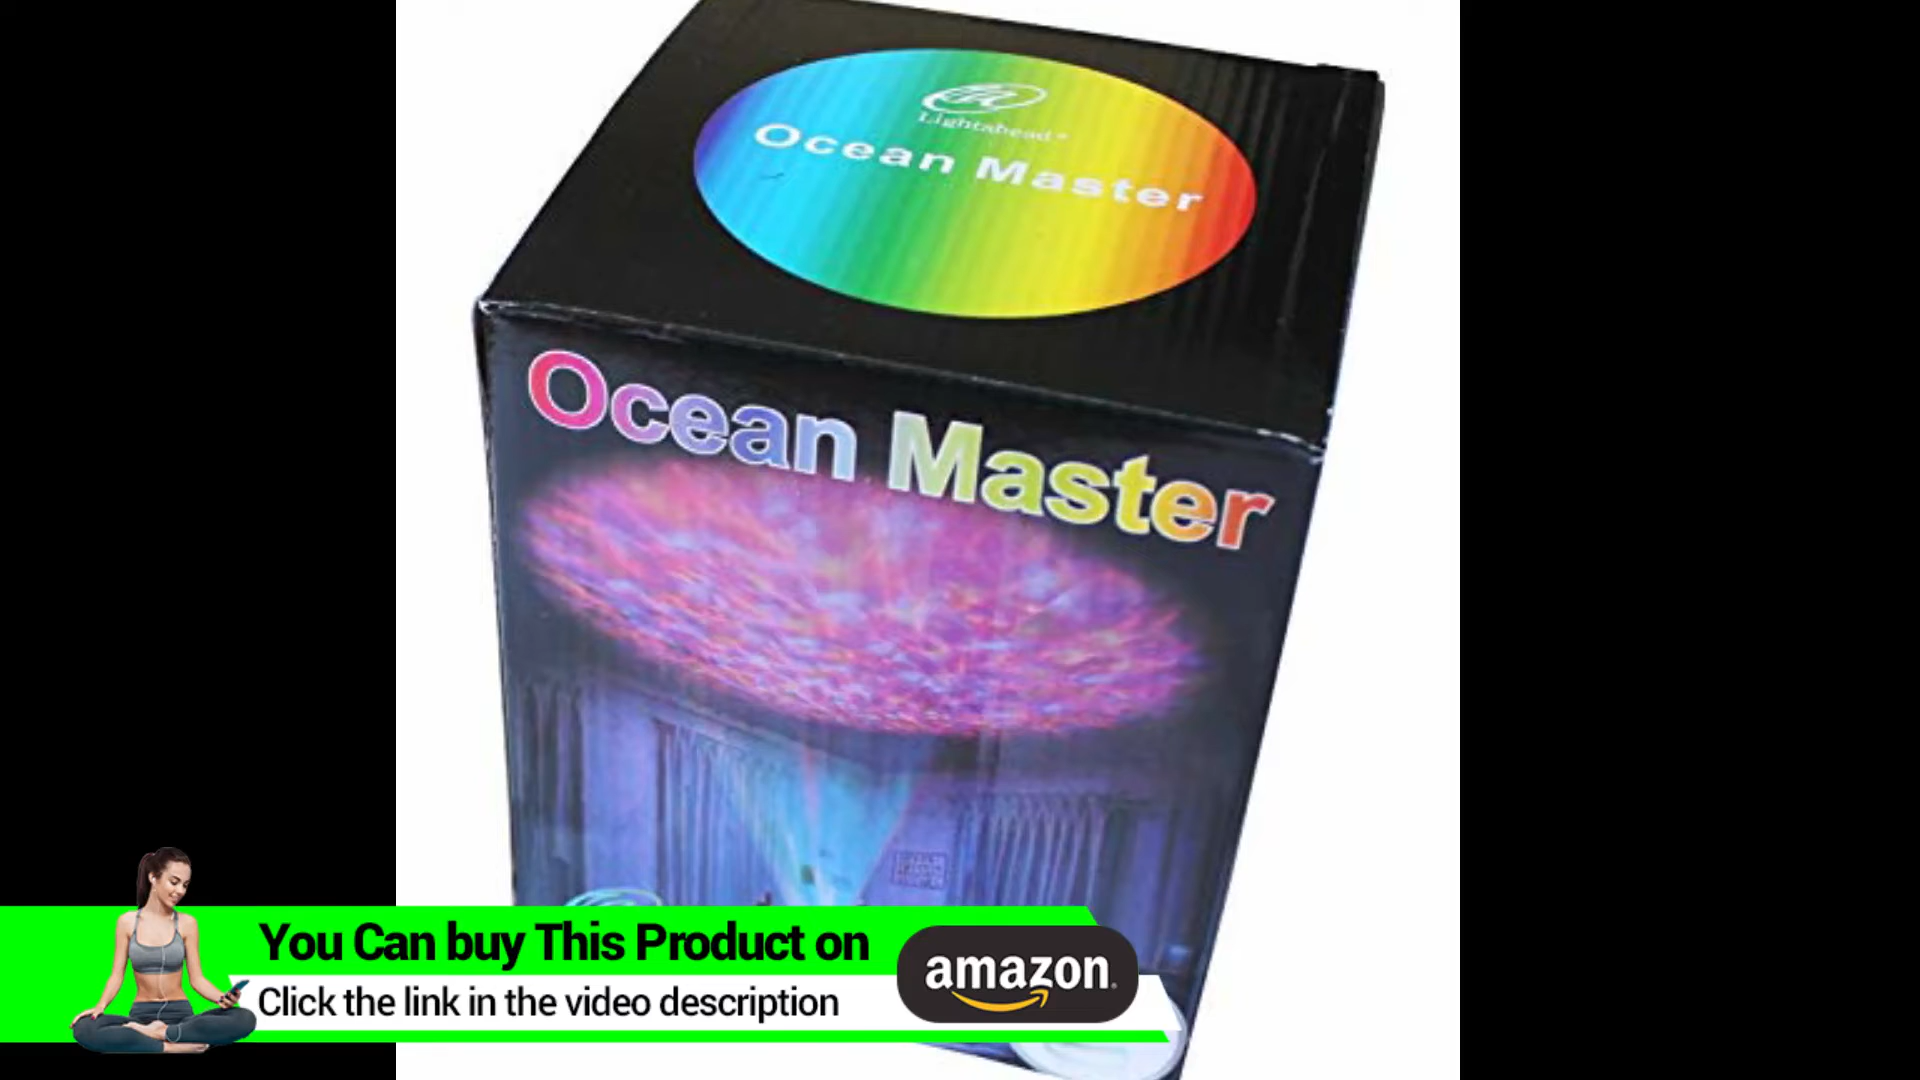 Lightahead®
Ocean Master
Ocean Master
You Can buy This Product on
Click the link in the video description
amazon